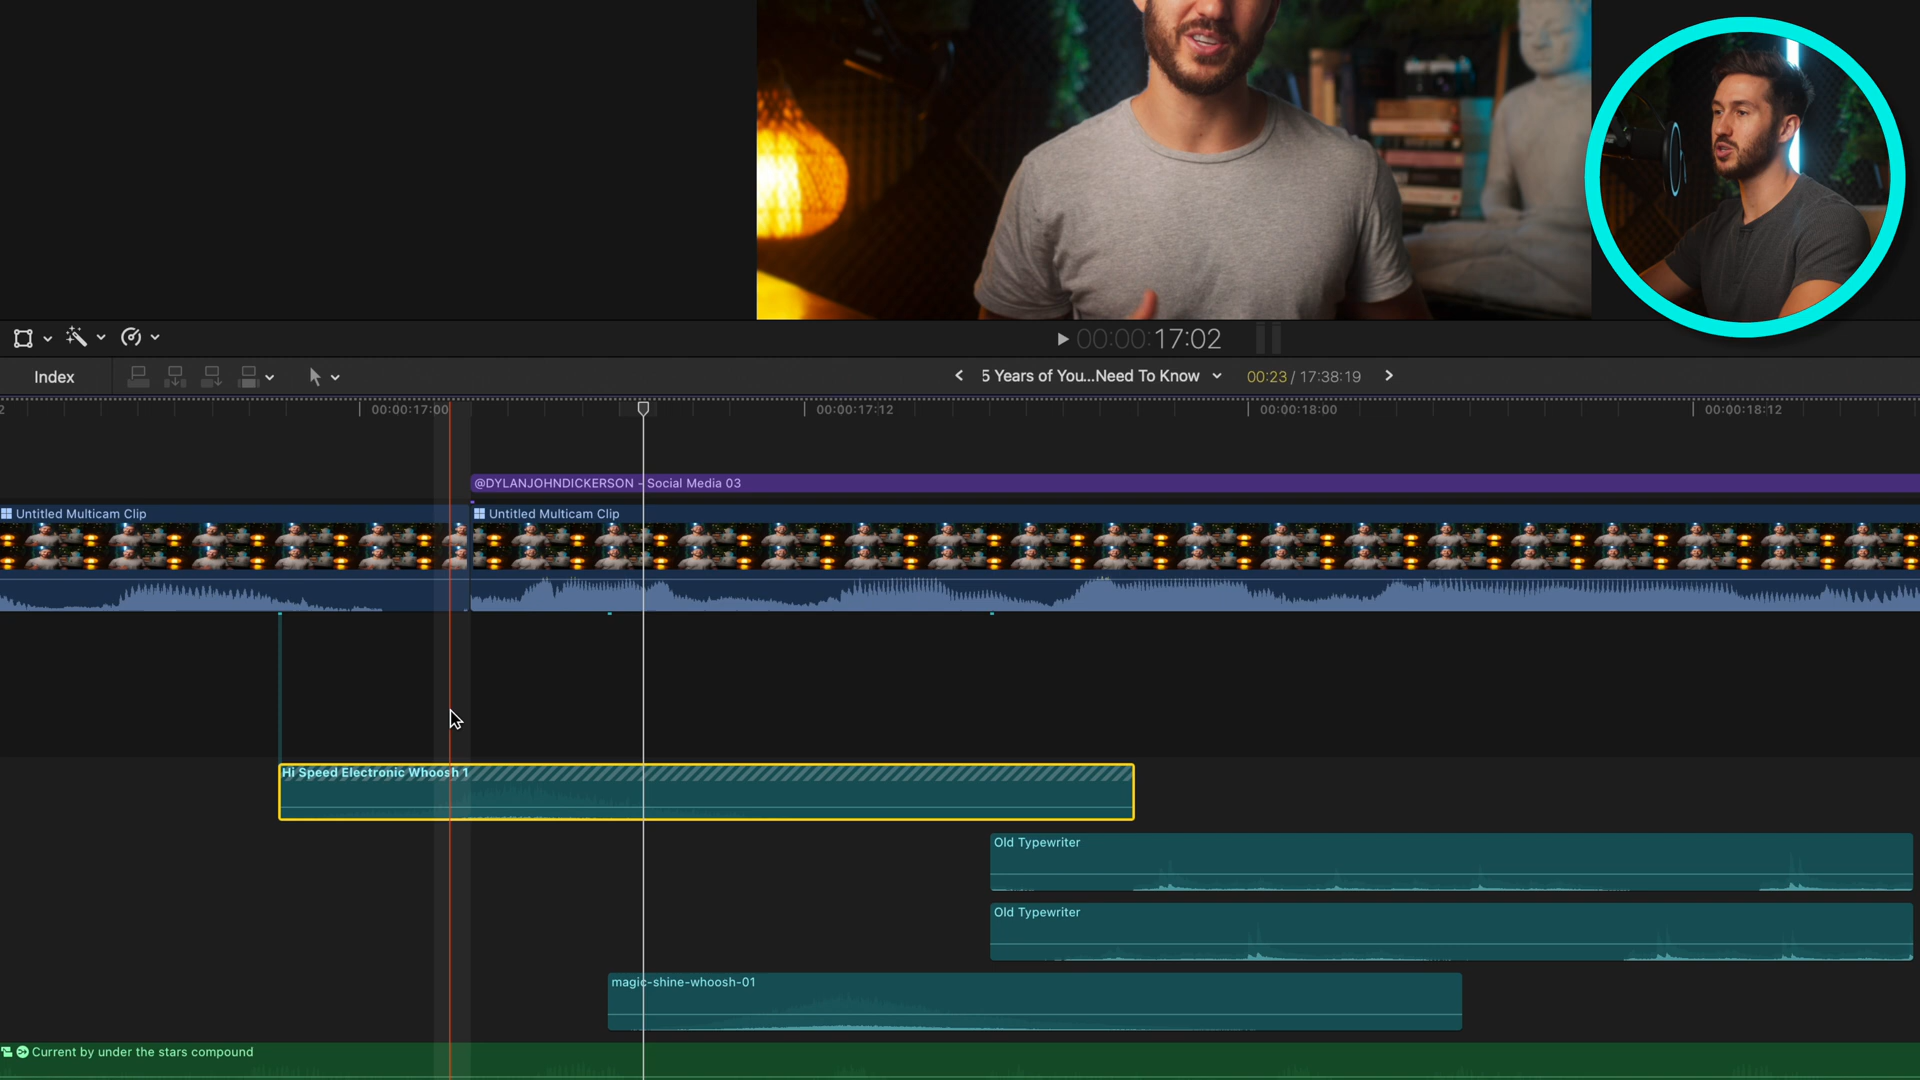 00:00:17:02
Index
5 Years of You...Need To Know
00:23 / 17:38:19
2
00:00:17:00
00:00:17:12
00:00:18:00
00:00:18:12
@DYLANJOHNDICKERSON - Social Media 03
Untitled Multicam Clip
Untitled Multicam Clip
Hi Speed Electronic Whoosh 1
Old Typewriter
Old Typewriter
magic-shine-whoosh-01
Current by under the stars compound